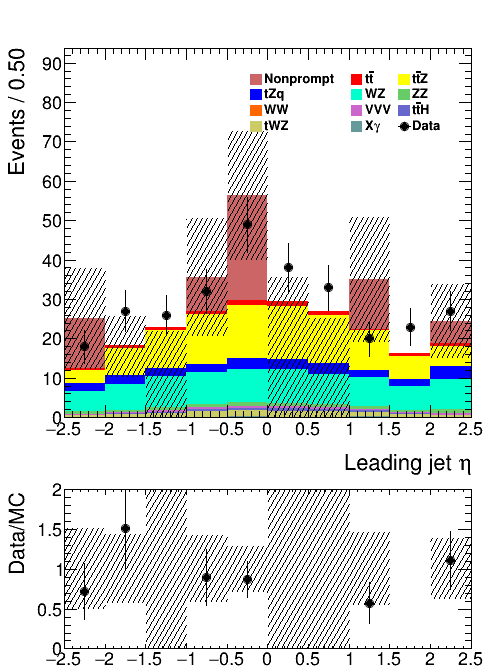 Events / 0.50
90
80
70
60
50
40
30
20
10
0
Nonprompt tt̄ tt̄Z
tZq WZ ZZ
WW VVV tt̄H
tWZ Xγ Data
−2.5 −2 −1.5 −1 −0.5 0 0.5 1 1.5 2 2.5
Leading jet η
Data/MC
2
1.5
1
0.5
0
−2.5 −2 −1.5 −1 −0.5 0 0.5 1 1.5 2 2.5